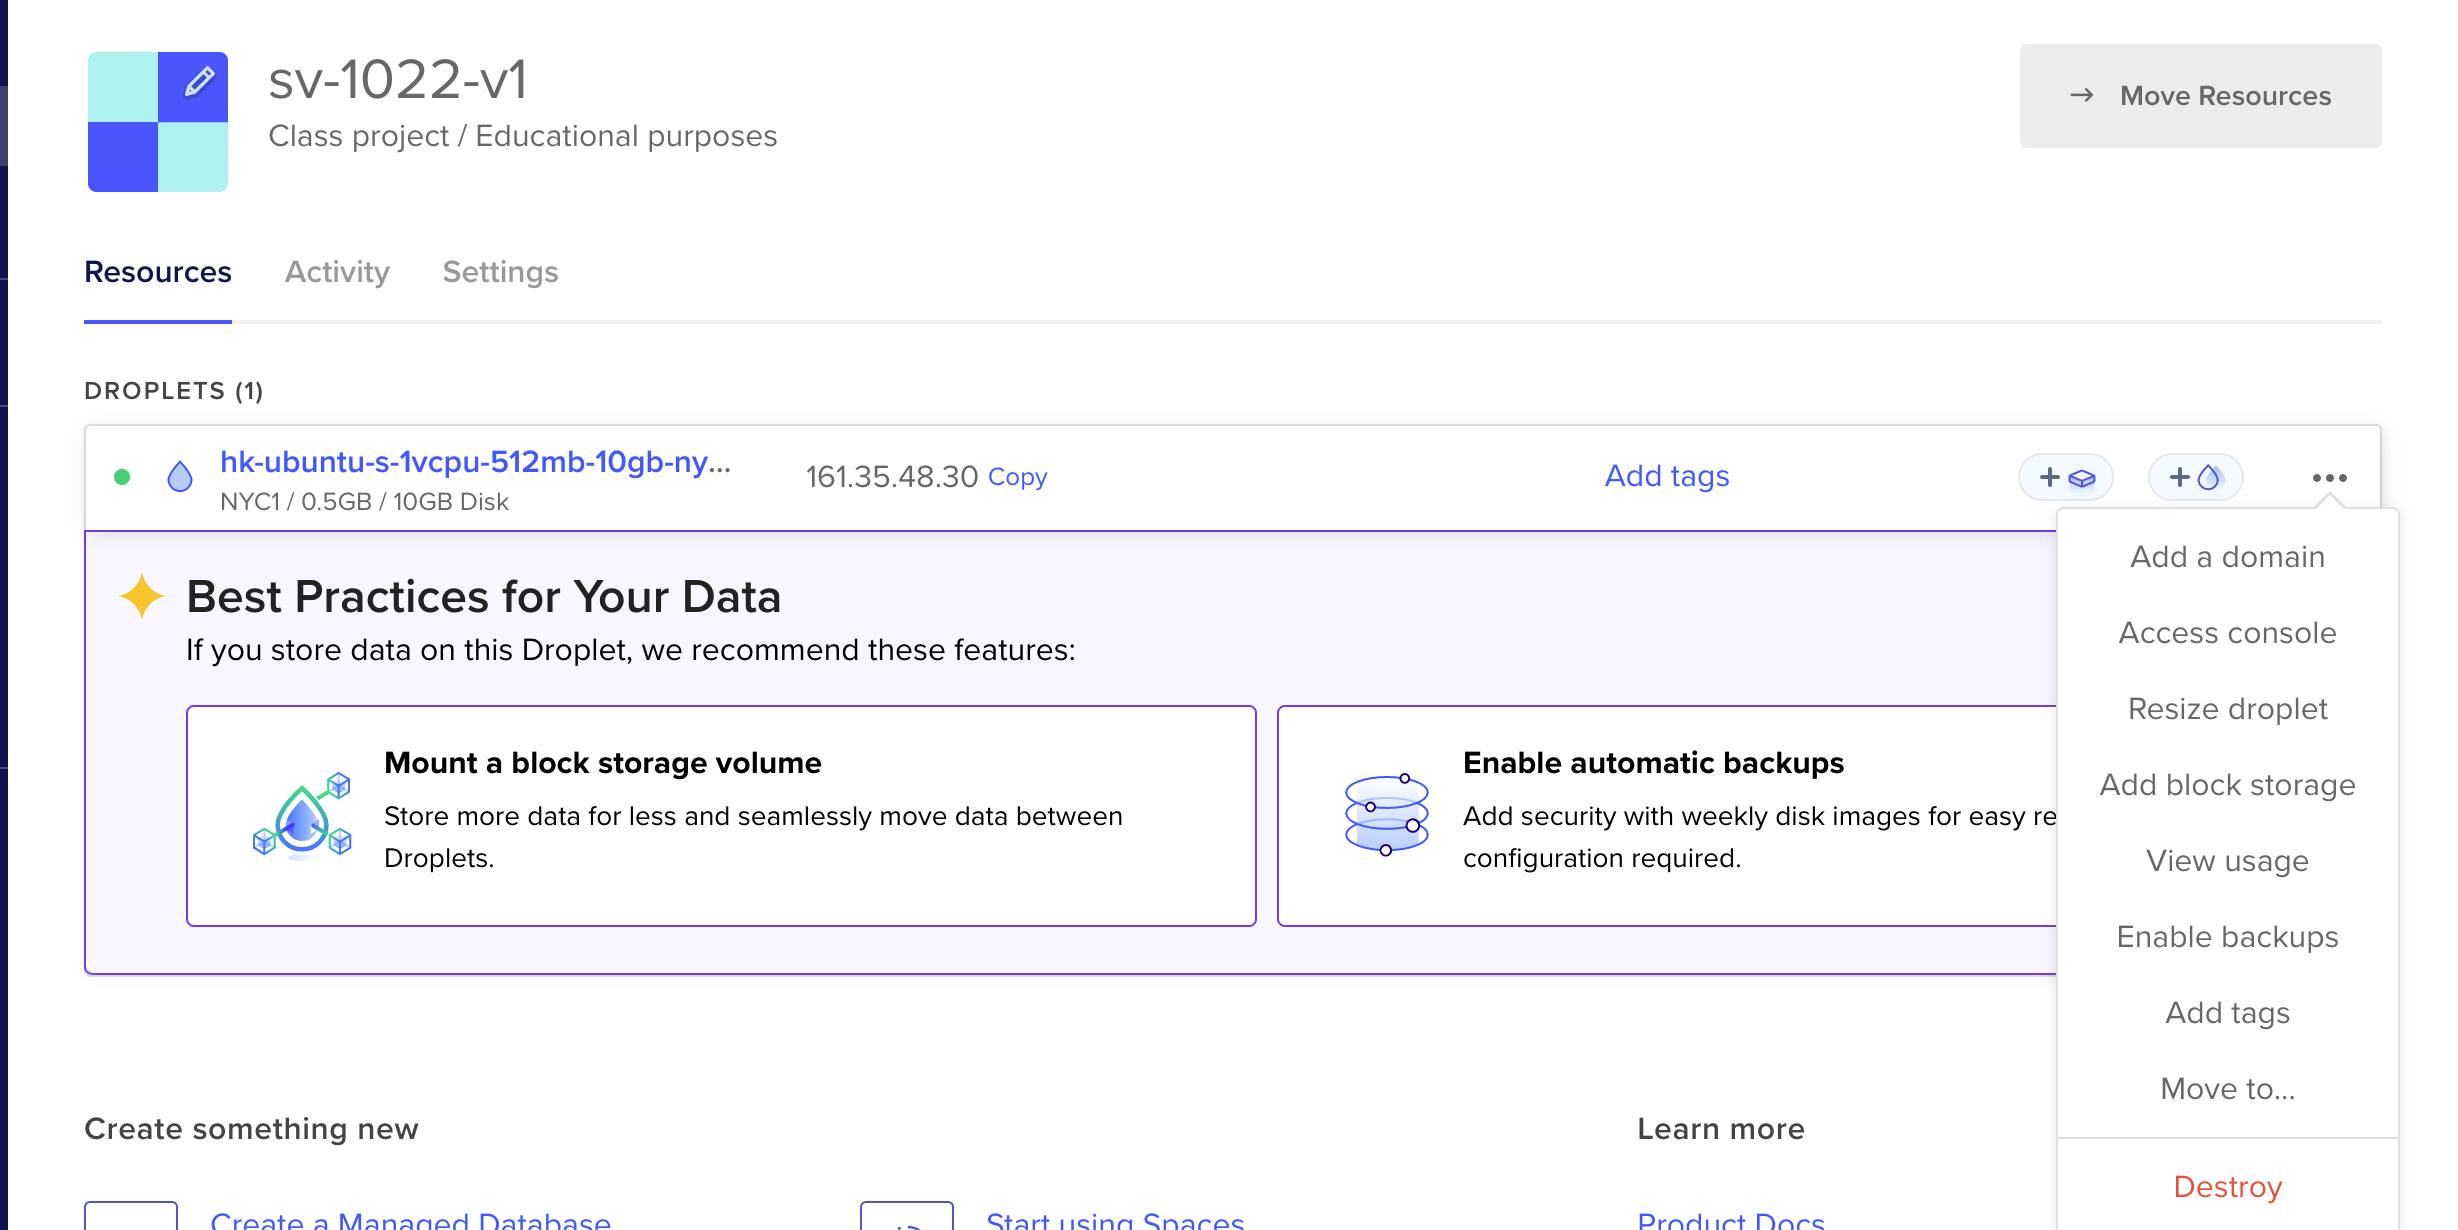 sv-1022-v1
Class project / Educational purposes
→ Move Resources
Resources Activity Settings
DROPLETS (1)
hk-ubuntu-s-1vcpu-512mb-10gb-ny...
NYC1 / 0.5GB / 10GB Disk
161.35.48.30 Copy
Add tags
Best Practices for Your Data
If you store data on this Droplet, we recommend these features:
Mount a block storage volume
Store more data for less and seamlessly move data between
Droplets.
Enable automatic backups
Add security with weekly disk images for easy re
configuration required.
Add a domain
Access console
Resize droplet
Add block storage
View usage
Enable backups
Add tags
Move to...
Destroy
Create something new
Learn more
Create a Managed Database
Start using Spaces
Product Docs